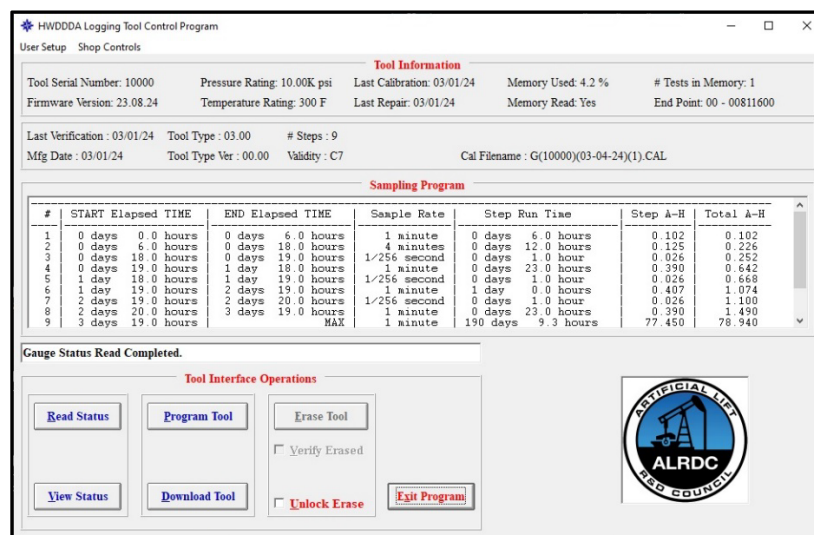 HWDDDA Logging Tool Control Program
User Setup Shop Controls
Tool Information
Tool Serial Number: 10000 Pressure Rating: 10.00K psi Last Calibration: 03/01/24 Memory Used: 4.2 % # Tests in Memory: 1
Firmware Version: 23.08.24 Temperature Rating: 300 F Last Repair: 03/01/24 Memory Read: Yes End Point: 00 - 00811600
Last Verification : 03/01/24 Tool Type : 03.00 # Steps : 9
Mfg Date : 03/01/24 Tool Type Ver : 00.00 Validity : C7 Cal Filename : G(10000)(03-04-24)(1).CAL
Sampling Program
# | START Elapsed TIME | END Elapsed TIME | Sample Rate | Step Run Time | Step A-H | Total A-H
1 | 0 days 0.0 hours | 0 days 6.0 hours | 1 minute | 0 days 6.0 hours | 0.102 | 0.102
2 | 0 days 6.0 hours | 0 days 18.0 hours | 4 minutes | 0 days 12.0 hours | 0.125 | 0.226
3 | 0 days 18.0 hours | 0 days 19.0 hours | 1/256 second | 0 days 1.0 hour | 0.026 | 0.252
4 | 0 days 19.0 hours | 1 day 18.0 hours | 1 minute | 0 days 23.0 hours | 0.390 | 0.642
5 | 1 day 18.0 hours | 1 day 19.0 hours | 1/256 second | 0 days 1.0 hour | 0.026 | 0.668
6 | 1 day 19.0 hours | 2 days 19.0 hours | 1 minute | 1 day 0.0 hours | 0.407 | 1.074
7 | 2 days 19.0 hours | 2 days 20.0 hours | 1/256 second | 0 days 1.0 hour | 0.026 | 1.100
8 | 2 days 20.0 hours | 3 days 19.0 hours | 1 minute | 0 days 23.0 hours | 0.390 | 1.490
9 | 3 days 19.0 hours | MAX | 1 minute | 190 days 9.3 hours | 77.450 | 78.940
Gauge Status Read Completed.
Tool Interface Operations
Read Status Program Tool Erase Tool
Verify Erased
View Status Download Tool Unlock Erase Exit Program
ARTIFICIAL LIFT
ALRDC
R&D COUNCIL